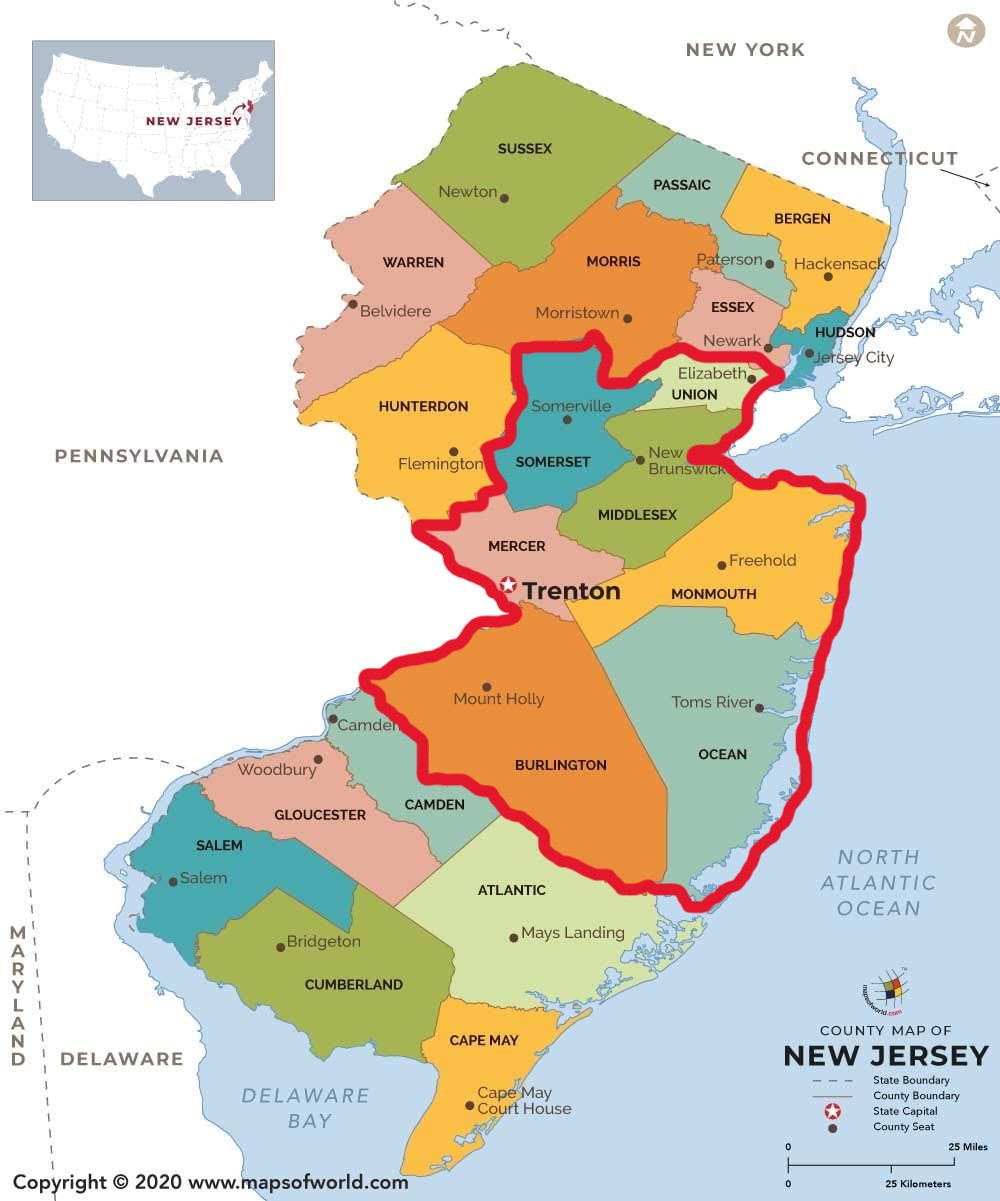 NEW YORK
NEW JERSEY
CONNECTICUT
SUSSEX
Newton
PASSAIC
BERGEN
WARREN
MORRIS
Paterson
Hackensack
Belvidere
Morristown
ESSEX
Newark
HUDSON
Jersey City
Elizabeth
UNION
HUNTERDON
Somerville
PENNSYLVANIA
Flemington
SOMERSET
New
Brunswick
MIDDLESEX
MERCER
Freehold
Trenton
MONMOUTH
Mount Holly
Toms River
Camden
OCEAN
BURLINGTON
Woodbury
CAMDEN
GLOUCESTER
SALEM
Salem
ATLANTIC
NORTH
ATLANTIC
OCEAN
Mays Landing
Bridgeton
CUMBERLAND
MARYLAND
DELAWARE
CAPE MAY
DELAWARE
BAY
Cape May
Court House
mapsofworld.com
COUNTY MAP OF
NEW JERSEY
State Boundary
County Boundary
State Capital
County Seat
0 25 Miles
0 25 Kilometers
N
Copyright © 2020 www.mapsofworld.com